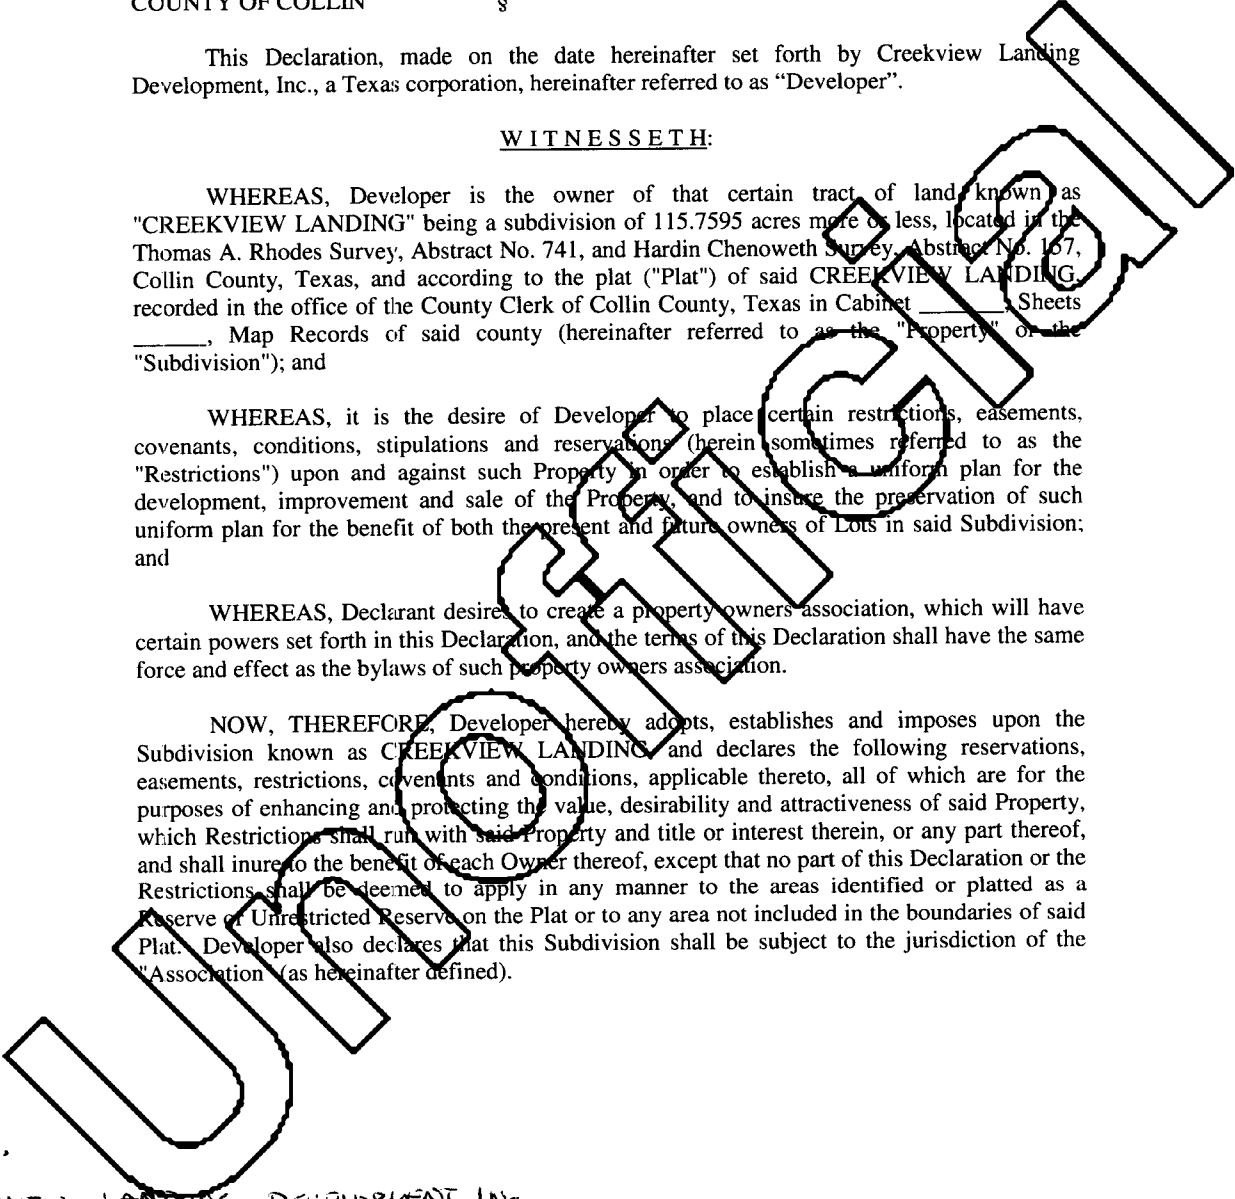 COUNTY OF COLLIN §
This Declaration, made on the date hereinafter set forth by Creekview Landing
Development, Inc., a Texas corporation, hereinafter referred to as “Developer”.
WITNESSETH:
WHEREAS, Developer is the owner of that certain tract of land known as
"CREEKVIEW LANDING" being a subdivision of 115.7595 acres more or less, located in the
Thomas A. Rhodes Survey, Abstract No. 741, and Hardin Chenoweth Survey, Abstract No. 167,
Collin County, Texas, and according to the plat ("Plat") of said CREEKVIEW LANDING,
recorded in the office of the County Clerk of Collin County, Texas in Cabinet _______, Sheets
______, Map Records of said county (hereinafter referred to as the "Property" or the
"Subdivision"); and
WHEREAS, it is the desire of Developer to place certain restrictions, easements,
covenants, conditions, stipulations and reservations (herein sometimes referred to as the
"Restrictions") upon and against such Property in order to establish a uniform plan for the
development, improvement and sale of the Property, and to insure the preservation of such
uniform plan for the benefit of both the present and future owners of Lots in said Subdivision;
and
WHEREAS, Declarant desires to create a property owners association, which will have
certain powers set forth in this Declaration, and the terms of this Declaration shall have the same
force and effect as the bylaws of such property owners association.
NOW, THEREFORE, Developer hereby adopts, establishes and imposes upon the
Subdivision known as CREEKVIEW LANDING, and declares the following reservations,
easements, restrictions, covenants and conditions, applicable thereto, all of which are for the
purposes of enhancing and protecting the value, desirability and attractiveness of said Property,
which Restrictions shall run with said Property and title or interest therein, or any part thereof,
and shall inure to the benefit of each Owner thereof, except that no part of this Declaration or the
Restrictions shall be deemed to apply in any manner to the areas identified or platted as a
Reserve or Unrestricted Reserve on the Plat or to any area not included in the boundaries of said
Plat. Developer also declares that this Subdivision shall be subject to the jurisdiction of the
"Association" (as hereinafter defined).
Unofficial